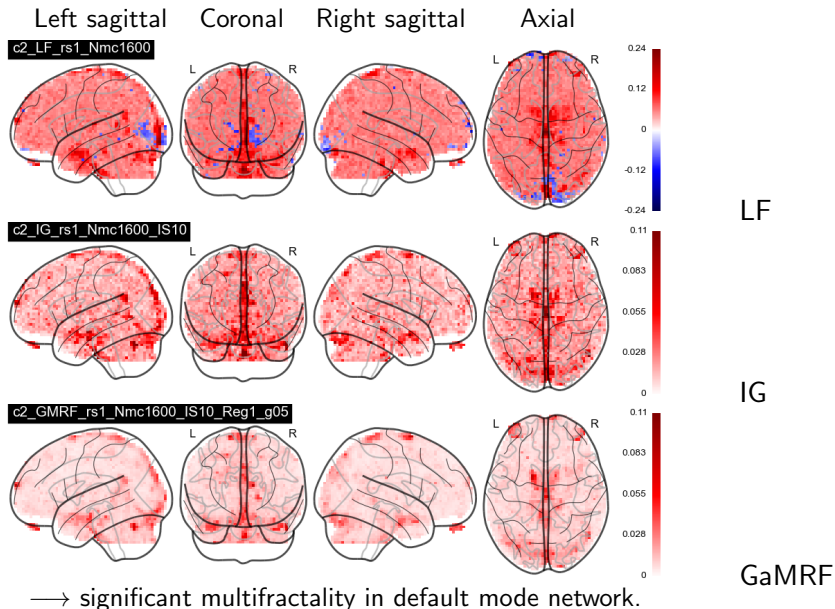 Left sagittal Coronal Right sagittal Axial
c2_LF_rs1_Nmc1600
L R L R
0.24
0.12
0
-0.12
-0.24
LF
c2_IG_rs1_Nmc1600_IS10
L R L R
0.11
0.083
0.055
0.028
0
IG
c2_GMRF_rs1_Nmc1600_IS10_Reg1_g05
L R L R
0.11
0.083
0.055
0.028
0
GaMRF
⟶ significant multifractality in default mode network.